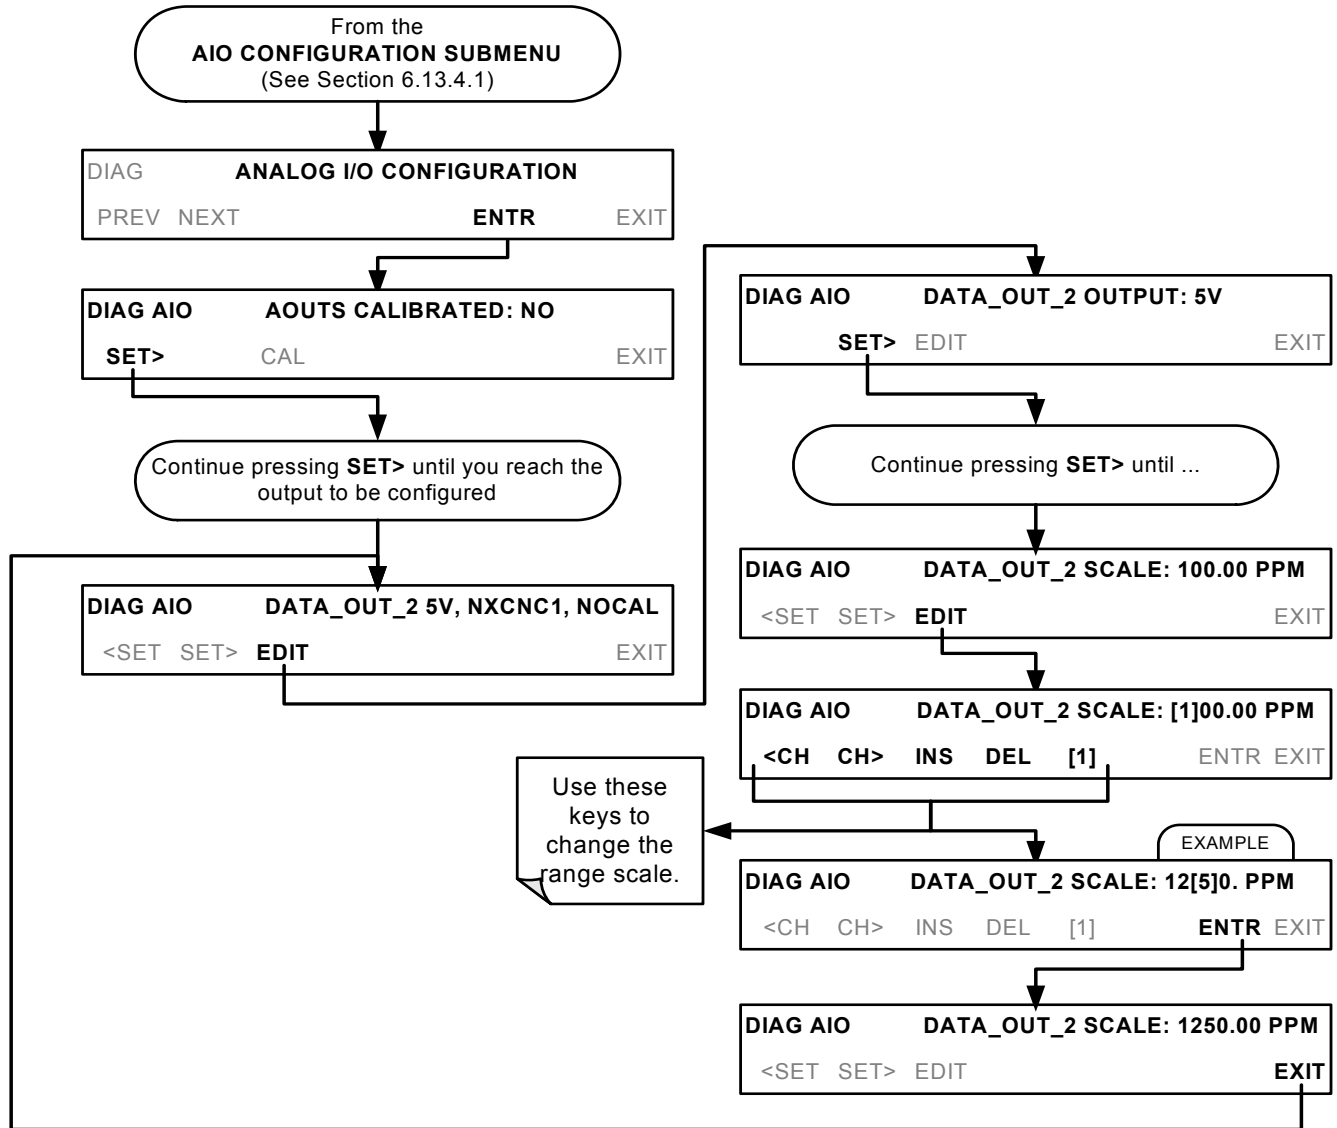 From the
AIO CONFIGURATION SUBMENU
(See Section 6.13.4.1)
DIAG ANALOG I/O CONFIGURATION
PREV NEXT ENTR EXIT
DIAG AIO AOUTS CALIBRATED: NO
SET> CAL EXIT
Continue pressing SET> until you reach the
output to be configured
DIAG AIO DATA_OUT_2 5V, NXCNC1, NOCAL
<SET SET> EDIT EXIT
DIAG AIO DATA_OUT_2 OUTPUT: 5V
SET> EDIT EXIT
Continue pressing SET> until ...
DIAG AIO DATA_OUT_2 SCALE: 100.00 PPM
<SET SET> EDIT EXIT
DIAG AIO DATA_OUT_2 SCALE: [1]00.00 PPM
<CH CH> INS DEL [1] ENTR EXIT
Use these
keys to
change the
range scale.
EXAMPLE
DIAG AIO DATA_OUT_2 SCALE: 12[5]0. PPM
<CH CH> INS DEL [1] ENTR EXIT
DIAG AIO DATA_OUT_2 SCALE: 1250.00 PPM
<SET SET> EDIT EXIT